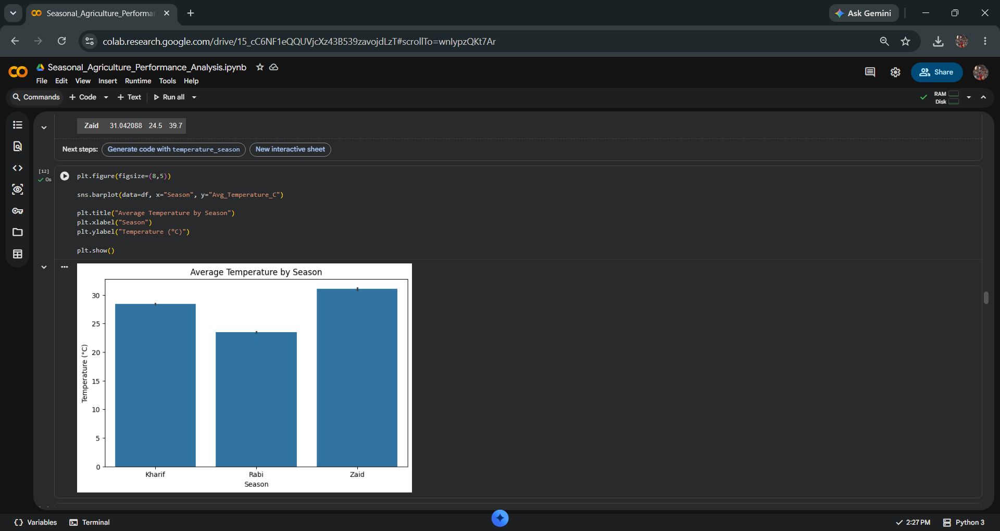 Seasonal_Agriculture_Performan
Ask Gemini
colab.research.google.com/drive/15_cC6NF1eQQUVjcXz43B539zavojdLzT#scrollTo=wnlypzQKt7Ar
Seasonal_Agriculture_Performance_Analysis.ipynb
File Edit View Insert Runtime Tools Help
Share
Commands + Code + Text Run all
RAM
Disk
Zaid 31.042088 24.5 39.7
Next steps: Generate code with temperature_season New interactive sheet
[12]
0s
plt.figure(figsize=(8,5))
sns.barplot(data=df, x="Season", y="Avg_Temperature_C")
plt.title("Average Temperature by Season")
plt.xlabel("Season")
plt.ylabel("Temperature (°C)")
plt.show()
Average Temperature by Season
30
25
20
15
10
5
0
Temperature (°C)
Kharif Rabi Zaid
Season
{} Variables Terminal
2:27 PM Python 3